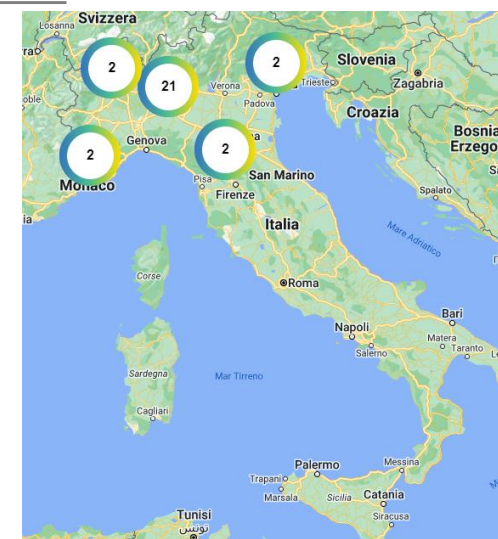 Losanna
Svizzera
2
21
2
Slovenia
Verona
Trieste
Zagabria
Padova
Croazia
Genova
2
2
Bosnia
Erzego
Monaco
Pisa
San Marino
Firenze
Spalato
Italia
Mare Adriatico
Corse
Roma
Bari
Napoli
Matera
Salerno
Taranto
Sardegna
Mar Tirreno
Cagliari
Palermo
Messina
Trapani
Marsala
Sicilia
Catania
Siracusa
Tunisi
تونس